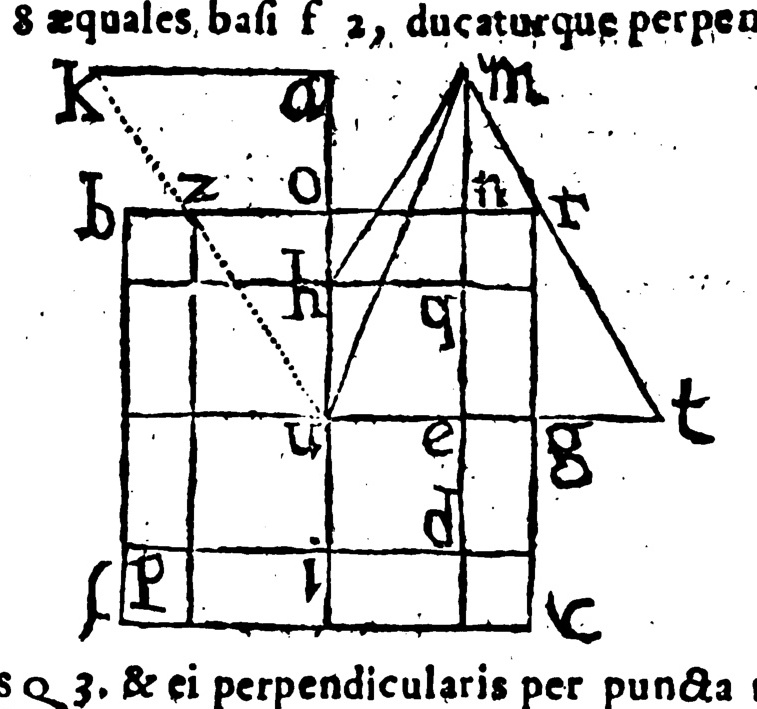 8 æquales, baſi f 2, ducaturque perpen
k a m
b z o n r
h q
u e g t
d
ſ p i c
s Q 3. & ei perpendicularis per puncta